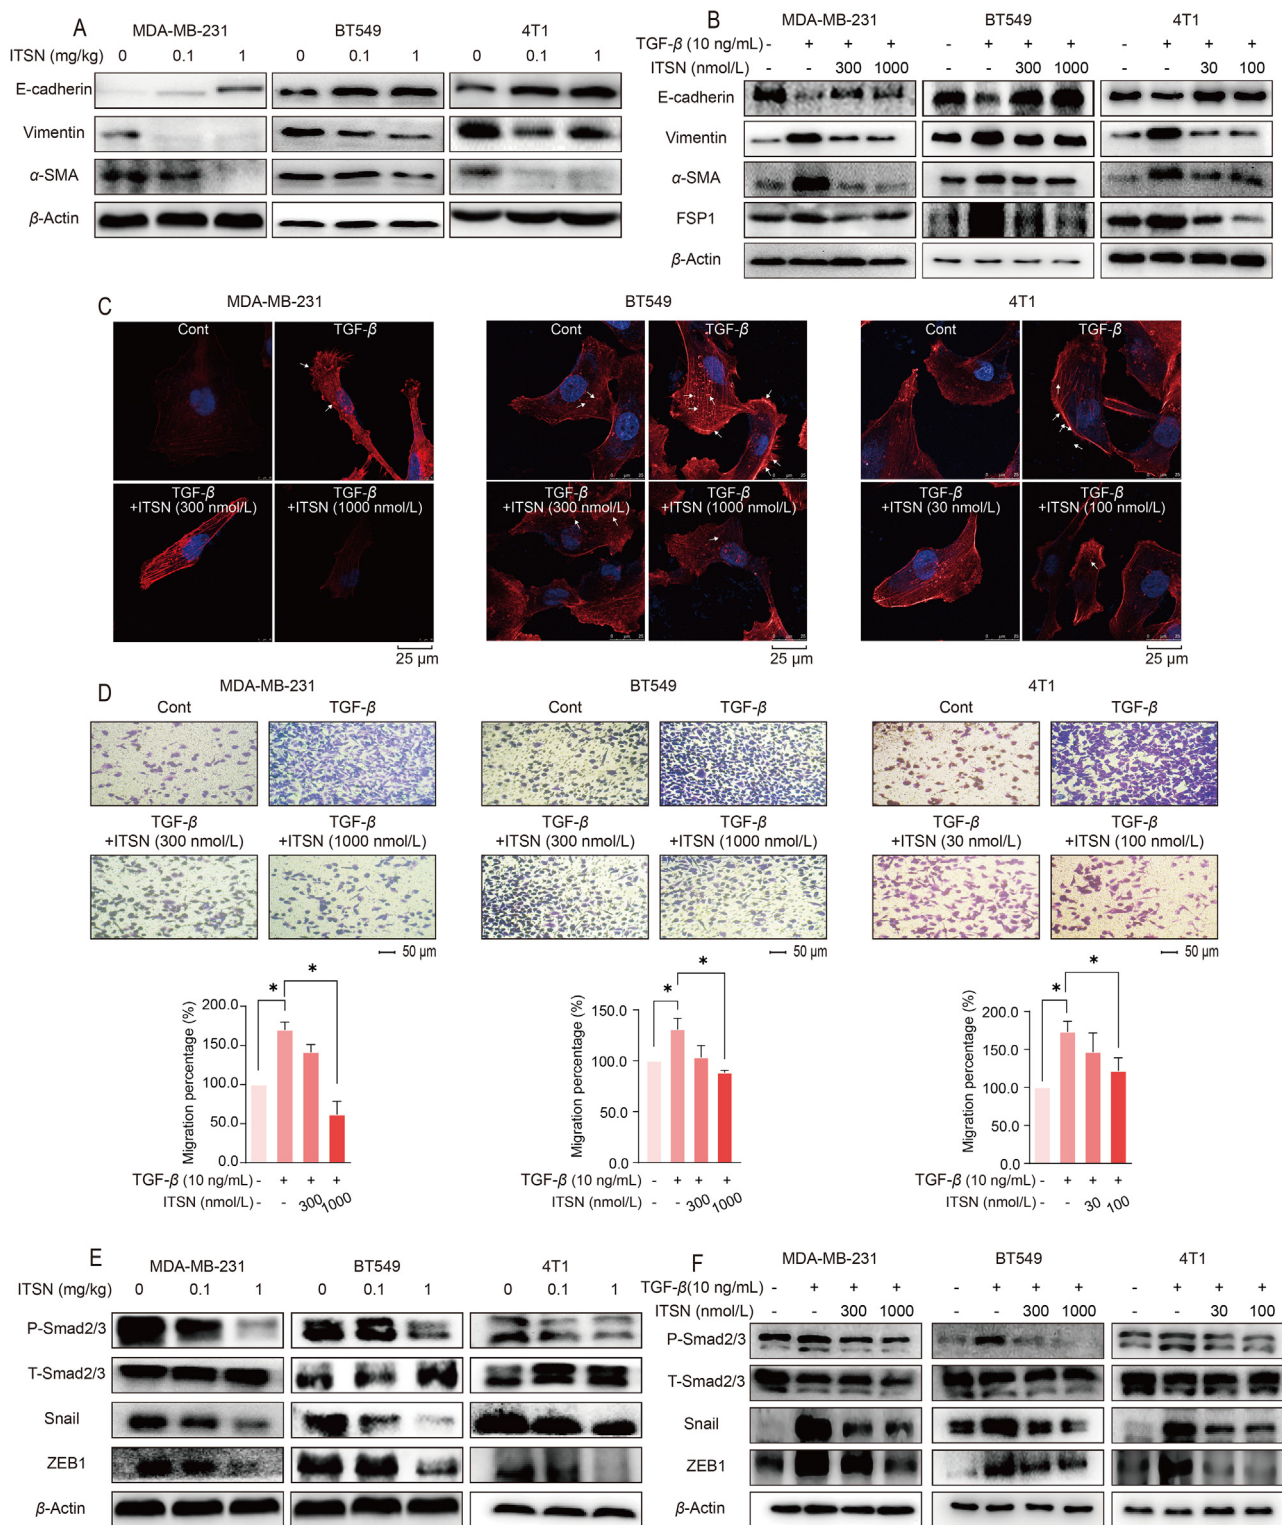 A
MDA-MB-231 BT549 4T1
ITSN (mg/kg) 0 0.1 1 0 0.1 1 0 0.1 1
E-cadherin
Vimentin
α-SMA
β-Actin
B
MDA-MB-231 BT549 4T1
TGF-β (10 ng/mL) - + + + - + + + - + + +
ITSN (nmol/L) - - 300 1000 - - 300 1000 - - 30 100
E-cadherin
Vimentin
α-SMA
FSP1
β-Actin
C
MDA-MB-231 BT549 4T1
Cont TGF-β Cont TGF-β Cont TGF-β
TGF-β TGF-β TGF-β TGF-β TGF-β TGF-β
+ITSN (300 nmol/L) +ITSN (1000 nmol/L) +ITSN (300 nmol/L) +ITSN (1000 nmol/L) +ITSN (30 nmol/L) +ITSN (100 nmol/L)
25 μm 25 μm 25 μm
D
MDA-MB-231 BT549 4T1
Cont TGF-β Cont TGF-β Cont TGF-β
TGF-β TGF-β TGF-β TGF-β TGF-β TGF-β
+ITSN (300 nmol/L) +ITSN (1000 nmol/L) +ITSN (300 nmol/L) +ITSN (1000 nmol/L) +ITSN (30 nmol/L) +ITSN (100 nmol/L)
50 μm 50 μm 50 μm
Migration percentage (%)
200.0
150.0
100.0
50.0
0.0
* *
TGF-β (10 ng/mL) - + + +
ITSN (nmol/L) - - 300 1000
Migration percentage (%)
150.0
100.0
50.0
0.0
* *
TGF-β (10 ng/mL) - + + +
ITSN (nmol/L) - - 300 1000
Migration percentage (%)
200.0
150.0
100.0
50.0
0.0
* *
TGF-β (10 ng/mL) - + + +
ITSN (nmol/L) - - 30 100
E
MDA-MB-231 BT549 4T1
ITSN (mg/kg) 0 0.1 1 0 0.1 1 0 0.1 1
P-Smad2/3
T-Smad2/3
Snail
ZEB1
β-Actin
F
MDA-MB-231 BT549 4T1
TGF-β(10 ng/mL) - + + + - + + + - + + +
ITSN (nmol/L) - - 300 1000 - - 300 1000 - - 30 100
P-Smad2/3
T-Smad2/3
Snail
ZEB1
β-Actin